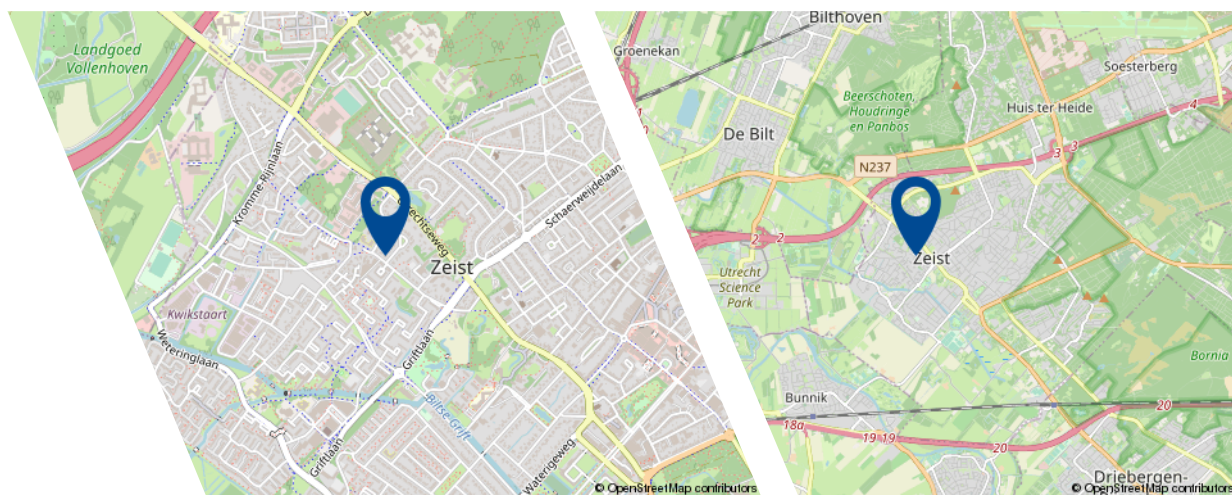 Landgoed
Vollenhoven
Kromme-Rijnlaan
Schaerweijdelaan
Utrechtseweg
Zeist
Kwikstaart
Weteringlaan
Griftlaan
Biltse Grift
Griftlaan
Waterigeweg
© OpenStreetMap contributors
Bilthoven
Groenekan
Soesterberg
Beerschoten,
Houdringe
en Panbos
Huis ter Heide
4
De Bilt
3
3
N237
2
2
Zeist
Utrecht
Science
Park
Bornia
Bunnik
20
18a
19
19
20
Driebergen-
© OpenStreetMap contributors